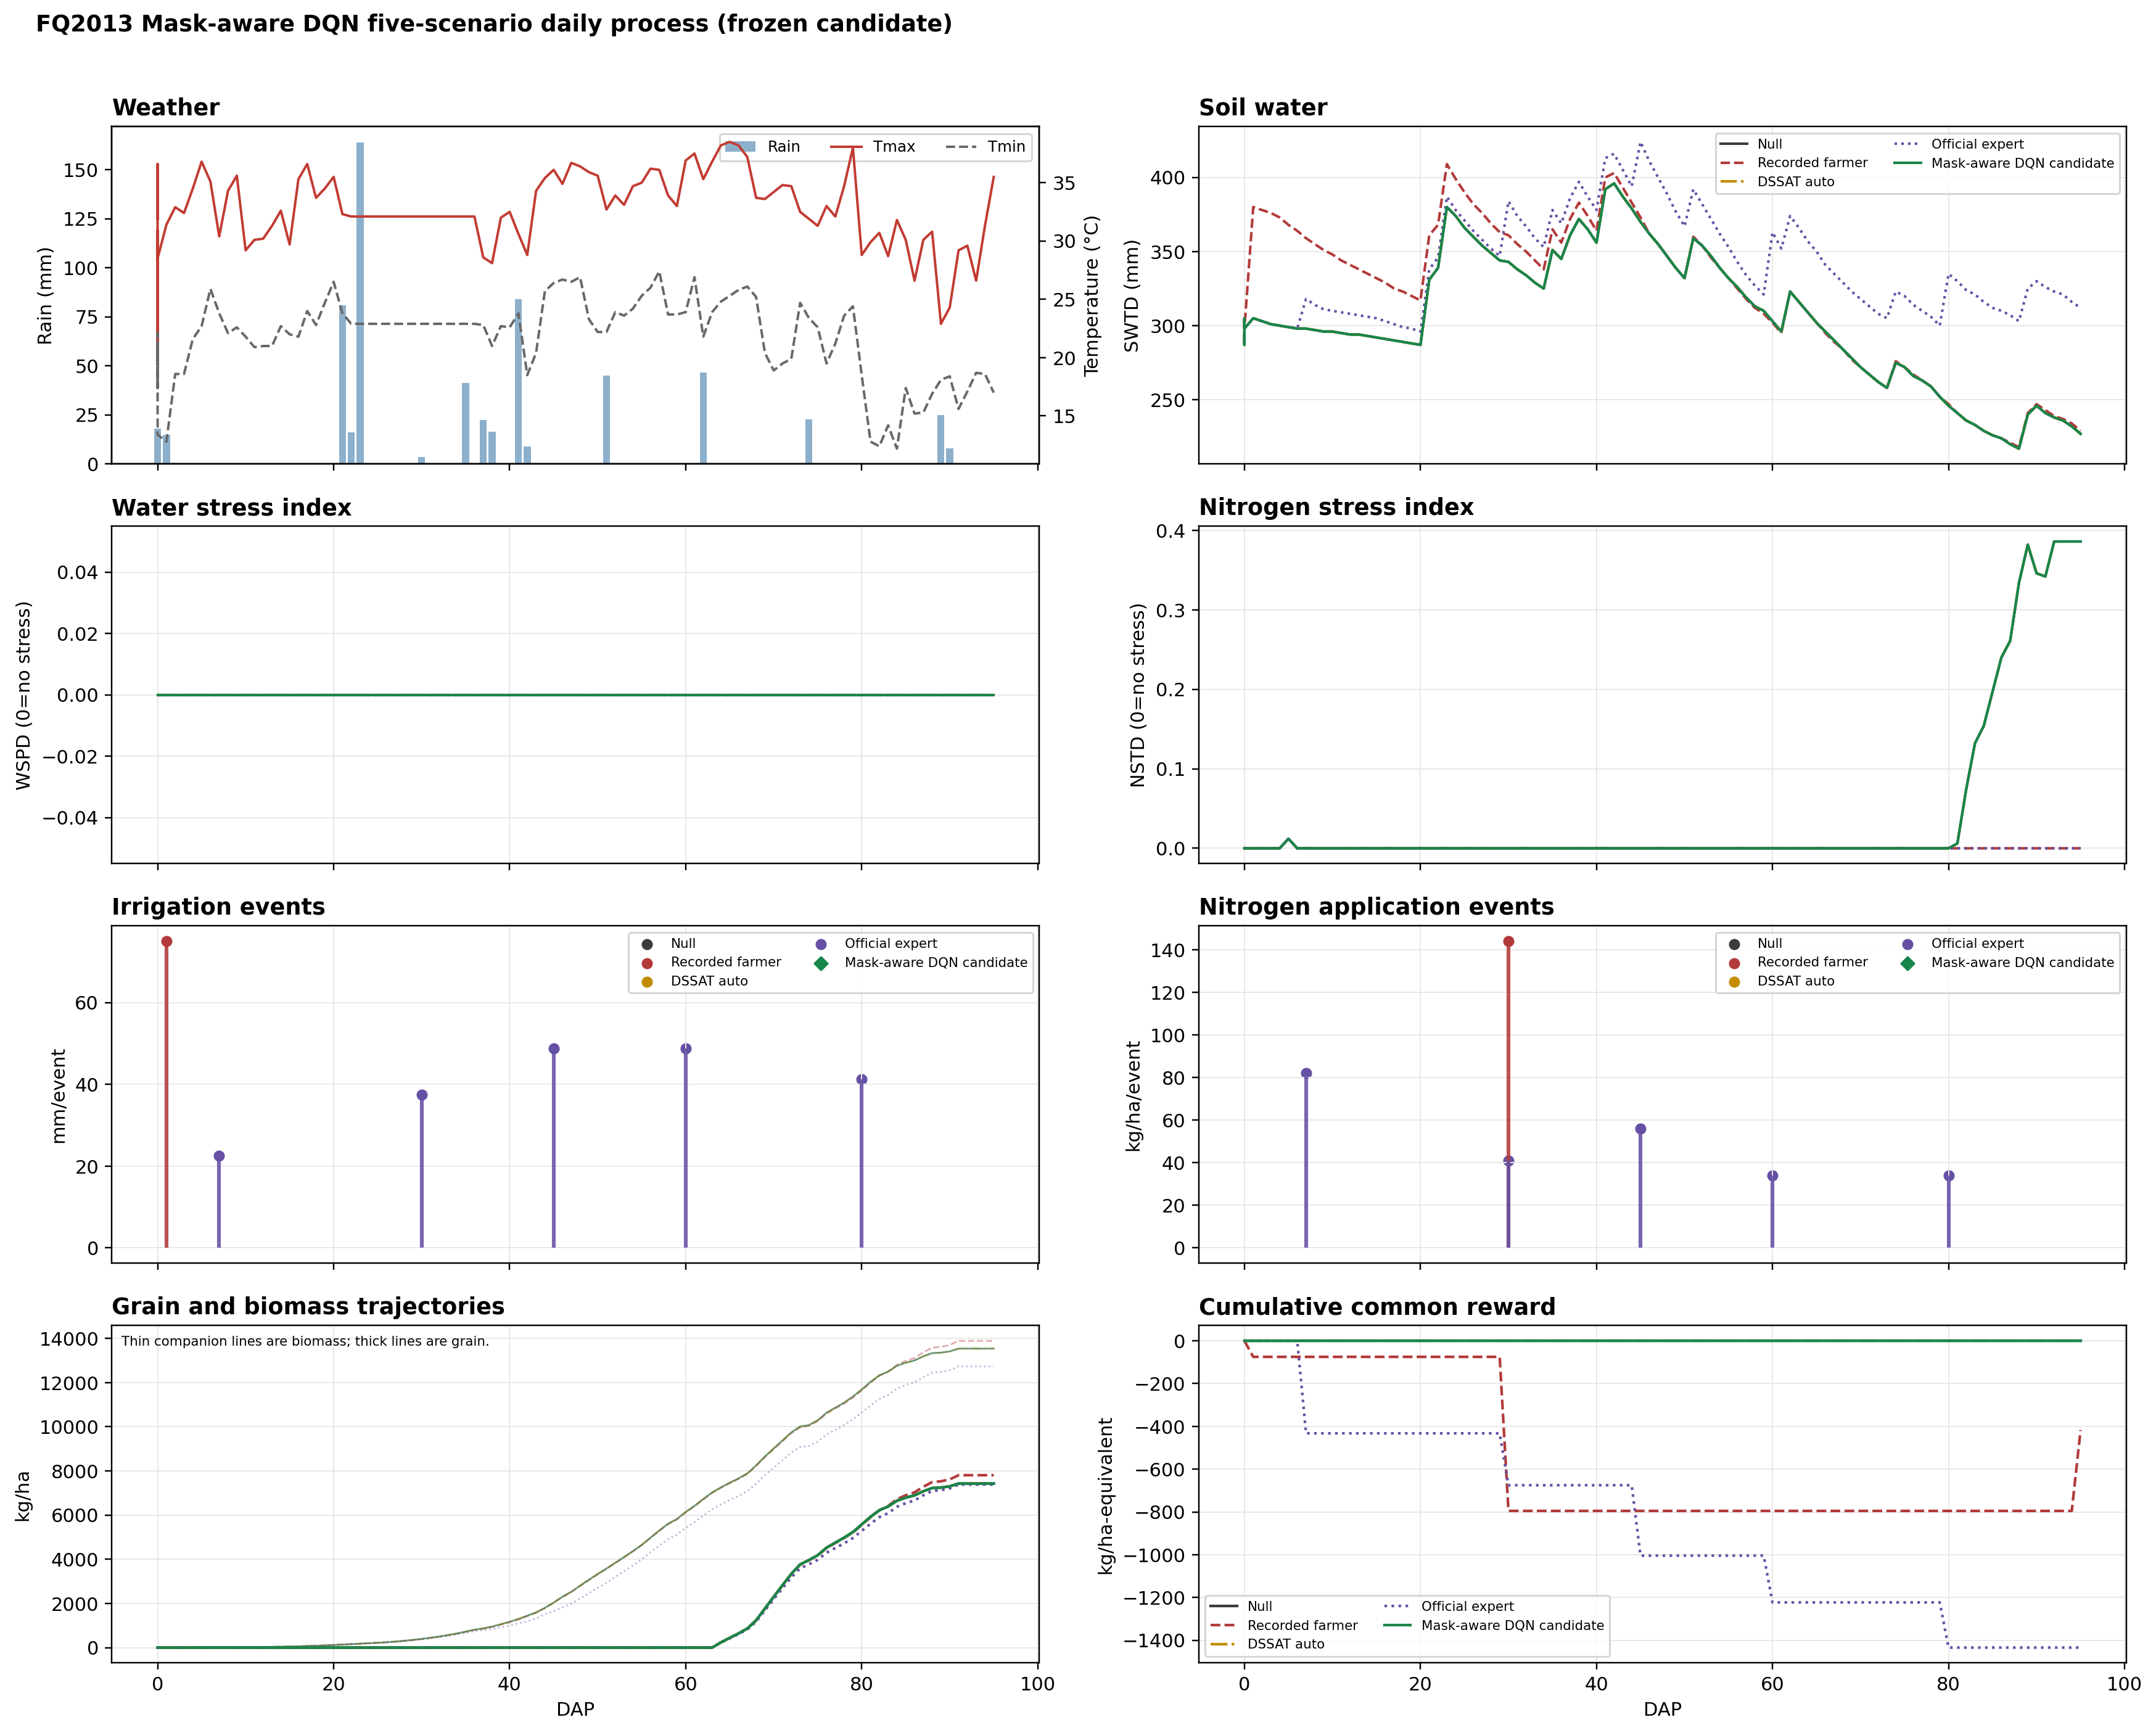 FQ2013 Mask-aware DQN five-scenario daily process (frozen candidate)
Weather
Rain
Tmax
Tmin
150
125
100
75
50
25
0
Rain (mm)
35
30
25
20
15
Temperature (°C)
Soil water
Null
Recorded farmer
DSSAT auto
Official expert
Mask-aware DQN candidate
400
350
300
250
SWTD (mm)
Water stress index
0.04
0.02
0.00
−0.02
−0.04
WSPD (0=no stress)
Nitrogen stress index
0.4
0.3
0.2
0.1
0.0
NSTD (0=no stress)
Irrigation events
Null
Recorded farmer
DSSAT auto
Official expert
Mask-aware DQN candidate
60
40
20
0
mm/event
Nitrogen application events
Null
Recorded farmer
DSSAT auto
Official expert
Mask-aware DQN candidate
140
120
100
80
60
40
20
0
kg/ha/event
Grain and biomass trajectories
Thin companion lines are biomass; thick lines are grain.
14000
12000
10000
8000
6000
4000
2000
0
kg/ha
0 20 40 60 80 100
DAP
Cumulative common reward
0
−200
−400
−600
−800
−1000
−1200
−1400
kg/ha-equivalent
Null
Recorded farmer
DSSAT auto
Official expert
Mask-aware DQN candidate
0 20 40 60 80 100
DAP